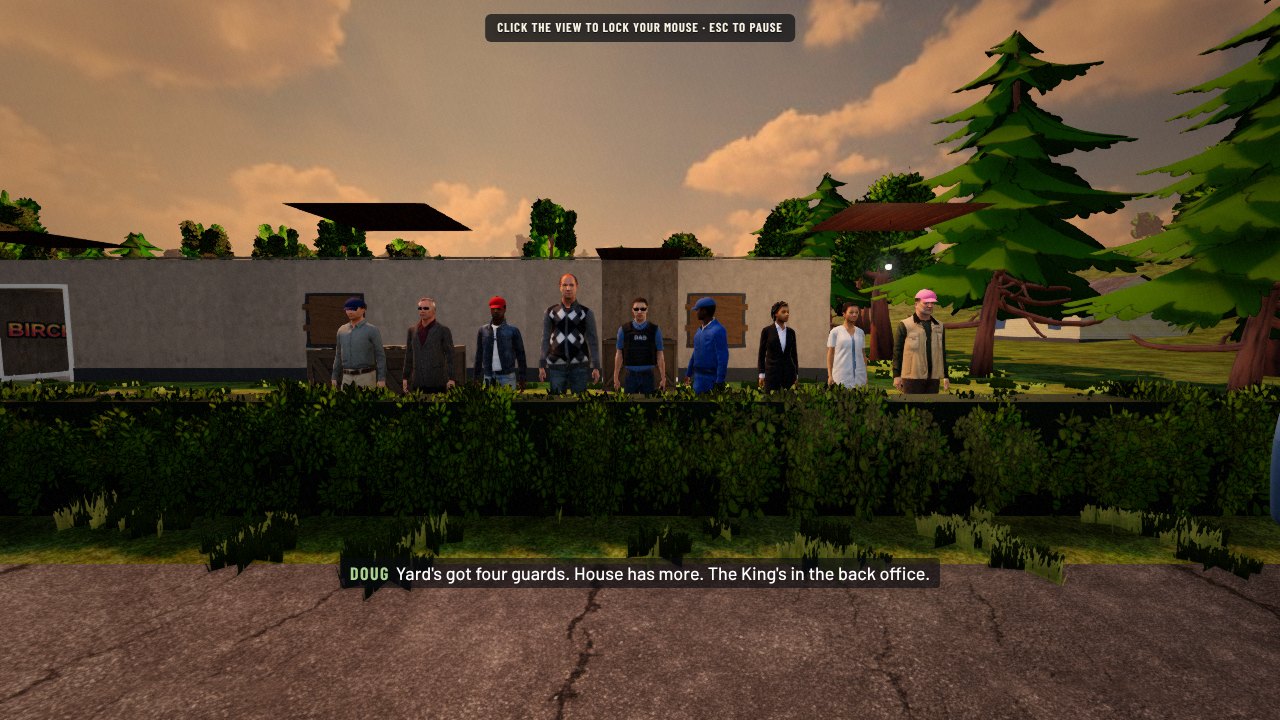 CLICK THE VIEW TO LOCK YOUR MOUSE · ESC TO PAUSE
DOUG Yard's got four guards. House has more. The King's in the back office.